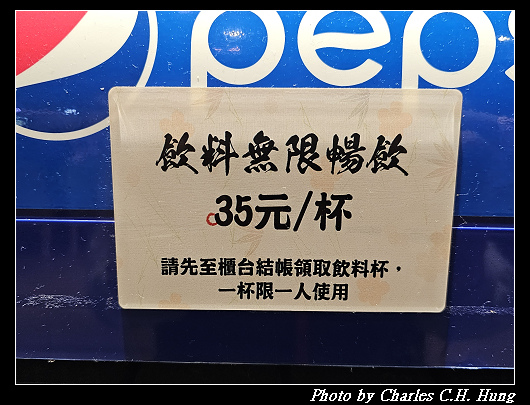 peps
飲料無限暢飲
35元/杯
請先至櫃台結帳領取飲料杯，
一杯限一人使用
Photo by Charles C.H. Hung